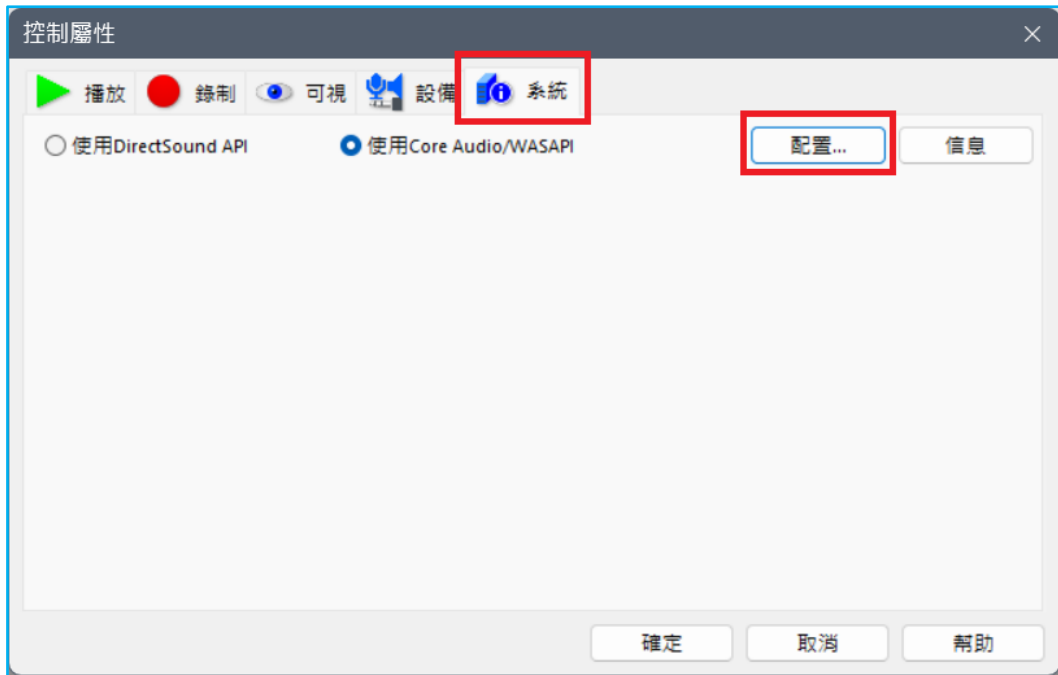 控制屬性
播放 錄制 可視 設備 系統
使用DirectSound API 使用Core Audio/WASAPI 配置... 信息
確定 取消 幇助